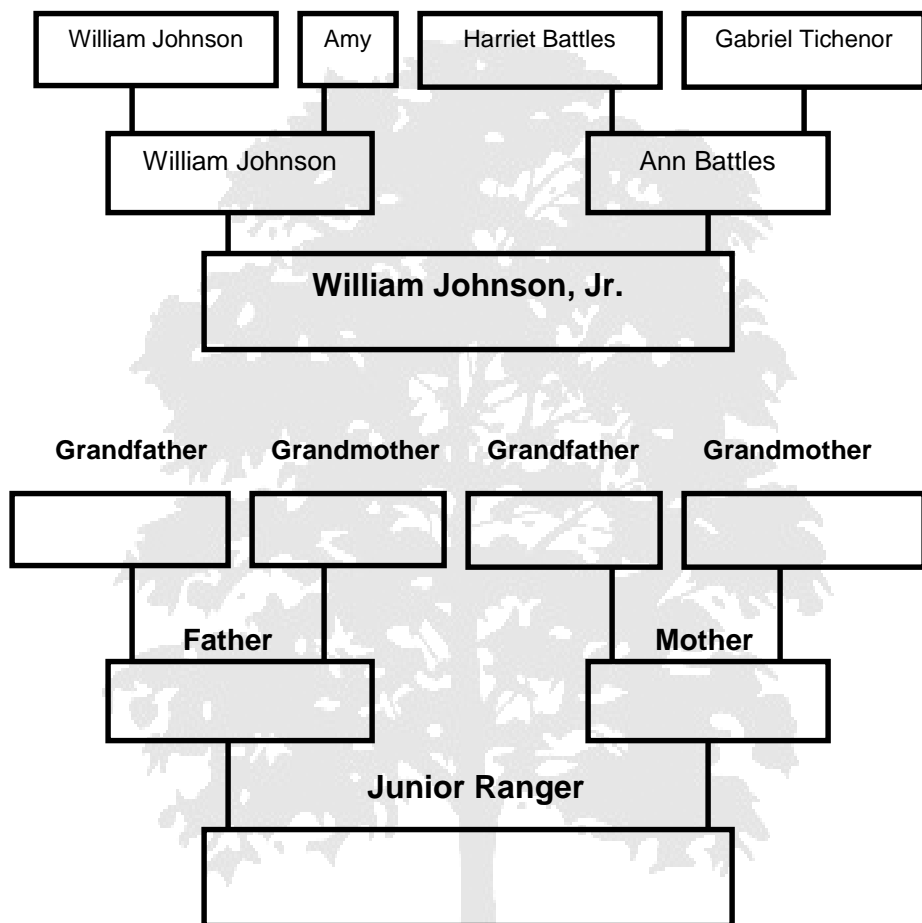 William Johnson Amy Harriet Battles Gabriel Tichenor
William Johnson Ann Battles
William Johnson, Jr.
Grandfather Grandmother Grandfather Grandmother
Father Mother
Junior Ranger